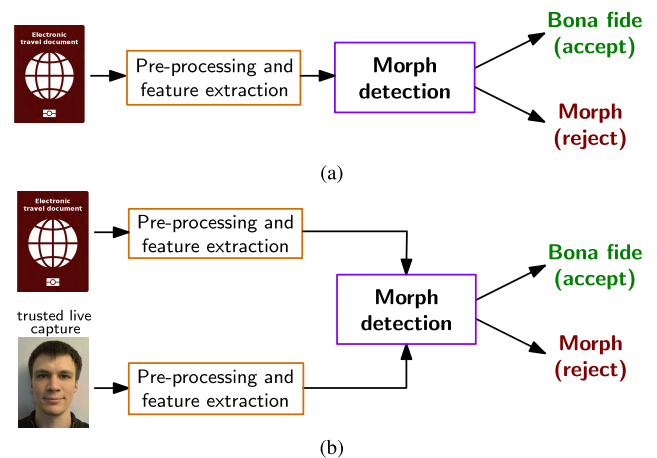 Electronic
travel document
Pre-processing and
feature extraction
Morph
detection
Bona fide
(accept)
Morph
(reject)
(a)
Electronic
travel document
Pre-processing and
feature extraction
trusted live
capture
Pre-processing and
feature extraction
Morph
detection
Bona fide
(accept)
Morph
(reject)
(b)